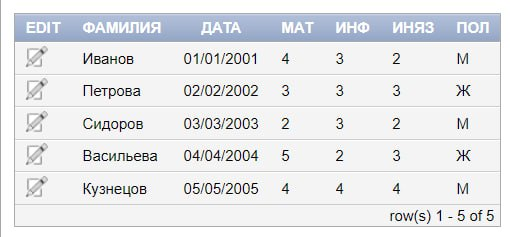 EDIT ФАМИЛИЯ ДАТА МАТ ИНФ ИНЯЗ ПОЛ
Иванов 01/01/2001 4 3 2 М
Петрова 02/02/2002 3 3 3 Ж
Сидоров 03/03/2003 2 3 2 М
Васильева 04/04/2004 5 2 3 Ж
Кузнецов 05/05/2005 4 4 4 М
row(s) 1 - 5 of 5